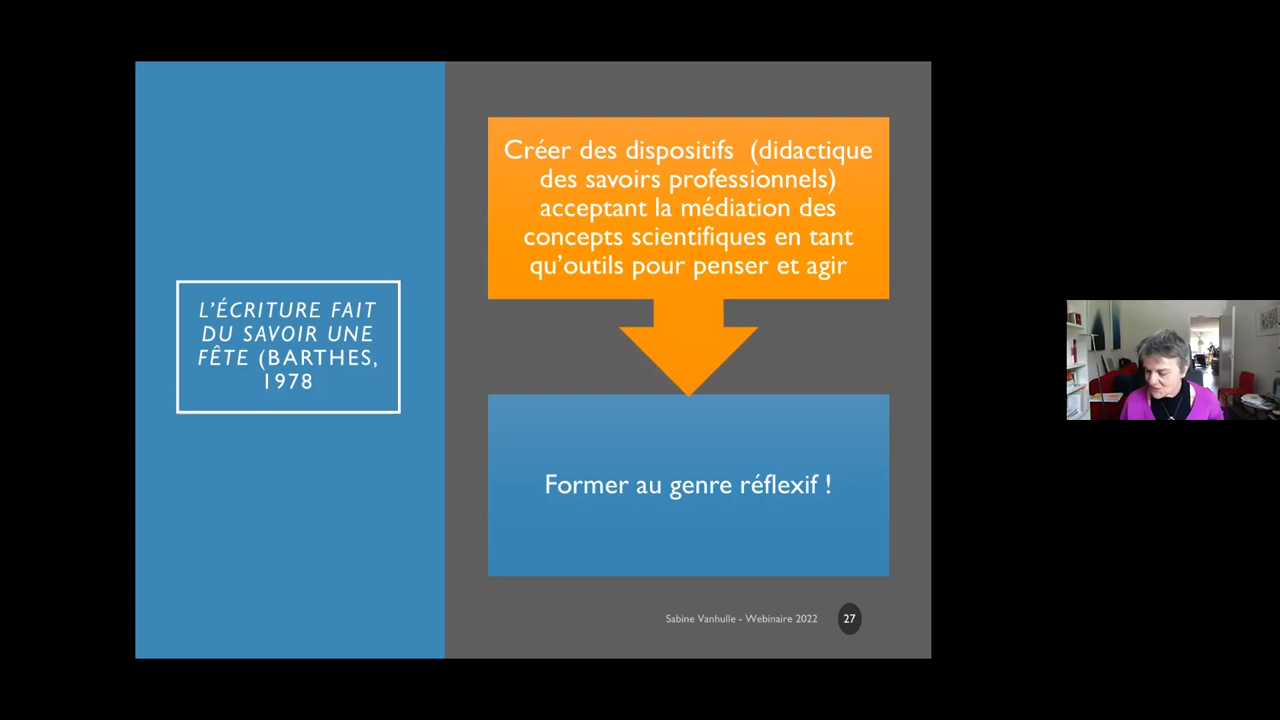 L'ÉCRITURE FAIT
DU SAVOIR UNE
FÊTE (BARTHES,
1978
Créer des dispositifs  (didactique
des savoirs professionnels)
acceptant la médiation des
concepts scientifiques en tant
qu'outils pour penser et agir
Former au genre réflexif !
Sabine Vanhulle - Webinaire 2022
27